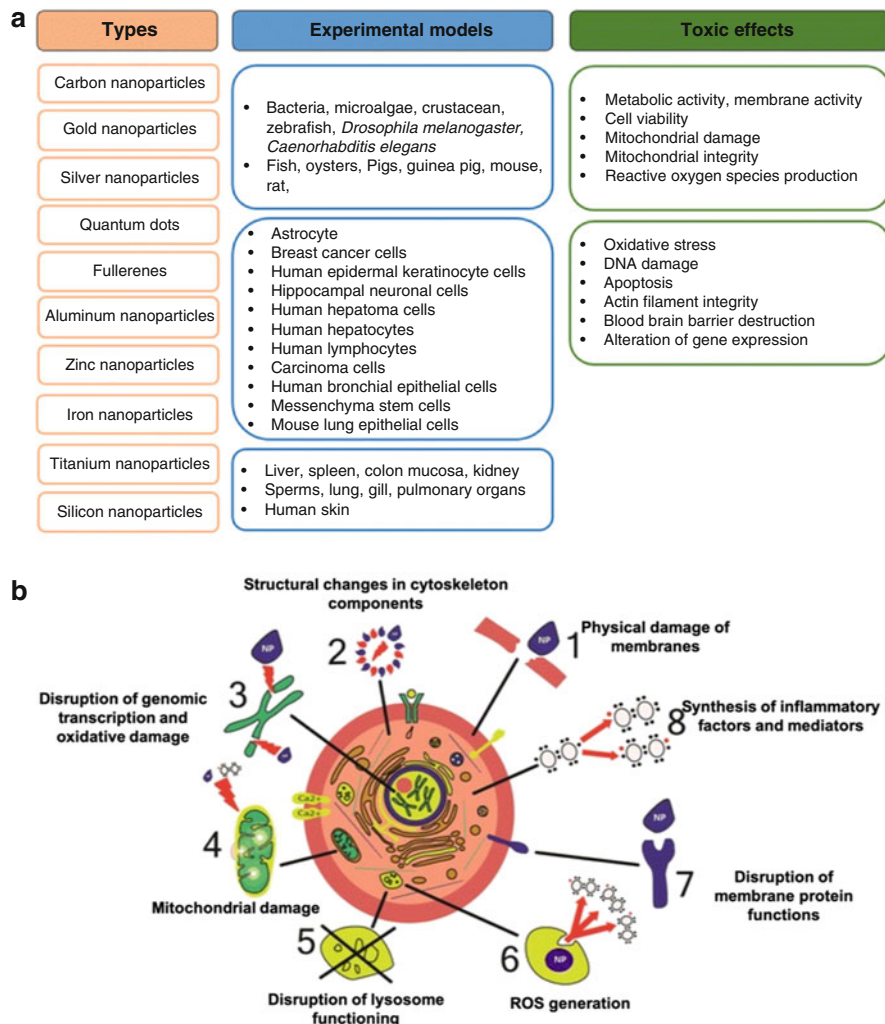 a
Types
Experimental models
Toxic effects
Carbon nanoparticles
Gold nanoparticles
Silver nanoparticles
Quantum dots
Fullerenes
Aluminum nanoparticles
Zinc nanoparticles
Iron nanoparticles
Titanium nanoparticles
Silicon nanoparticles
• Bacteria, microalgae, crustacean,
zebrafish, Drosophila melanogaster,
Caenorhabditis elegans
• Fish, oysters, Pigs, guinea pig, mouse,
rat,
• Astrocyte
• Breast cancer cells
• Human epidermal keratinocyte cells
• Hippocampal neuronal cells
• Human hepatoma cells
• Human hepatocytes
• Human lymphocytes
• Carcinoma cells
• Human bronchial epithelial cells
• Messenchyma stem cells
• Mouse lung epithelial cells
• Liver, spleen, colon mucosa, kidney
• Sperms, lung, gill, pulmonary organs
• Human skin
• Metabolic activity, membrane activity
• Cell viability
• Mitochondrial damage
• Mitochondrial integrity
• Reactive oxygen species production
• Oxidative stress
• DNA damage
• Apoptosis
• Actin filament integrity
• Blood brain barrier destruction
• Alteration of gene expression
b
Structural changes in cytoskeleton
components
2
NP
1
Physical damage of
membranes
NP
3
Disruption of genomic
transcription and
oxidative damage
8
Synthesis of inflammatory
factors and mediators
Ca2+
Ca2+
4
Mitochondrial damage
NP
7
Disruption of
membrane protein
functions
5
Disruption of lysosome
functioning
6
NP
ROS generation